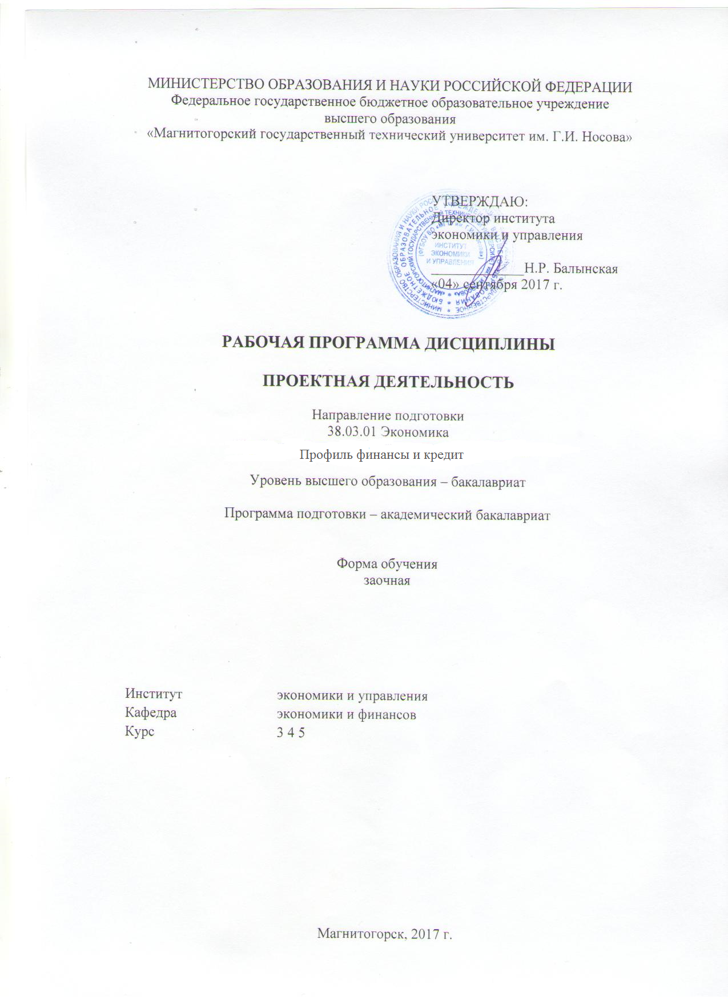 МИНИСТЕРСТВО ОБРАЗОВАНИЯ И НАУКИ РОССИЙСКОЙ ФЕДЕРАЦИИ
Федеральное государственное бюджетное образовательное учреждение
высшего образования
«Магнитогорский государственный технический университет им. Г.И. Носова»
УТВЕРЖДАЮ:
Директор института
экономики и управления
Н.Р. Балынская
«04» сентября 2017 г.
ИНСТИТУТ
ЭКОНОМИКИ
И УПРАВЛЕНИЯ
РАБОЧАЯ ПРОГРАММА ДИСЦИПЛИНЫ
ПРОЕКТНАЯ ДЕЯТЕЛЬНОСТЬ
Направление подготовки
38.03.01 Экономика
Профиль финансы и кредит
Уровень высшего образования – бакалавриат
Программа подготовки – академический бакалавриат
Форма обучения
заочная
Институт экономики и управления
Кафедра экономики и финансов
Курс 3 4 5
Магнитогорск, 2017 г.